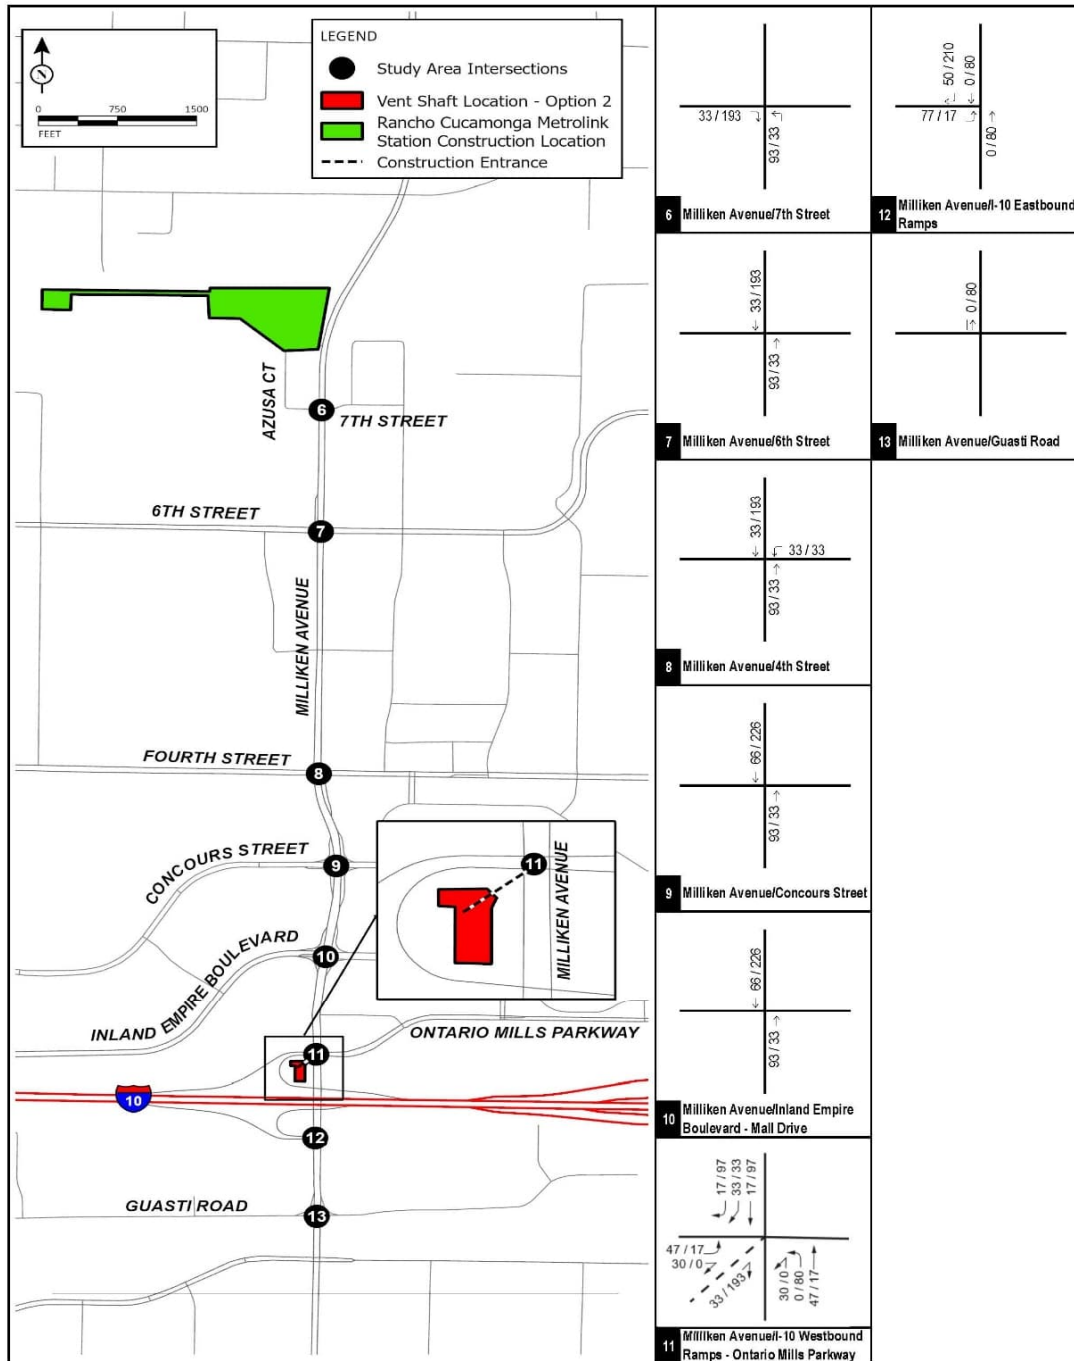 LEGEND
Study Area Intersections
Vent Shaft Location - Option 2
Rancho Cucamonga Metrolink
Station Construction Location
Construction Entrance
N
0 750 1500
FEET
AZUSA CT
6
7TH STREET
6TH STREET
7
MILLIKEN AVENUE
FOURTH STREET
8
CONCOURS STREET
9
11
MILLIKEN AVENUE
INLAND EMPIRE BOULEVARD
10
ONTARIO MILLS PARKWAY
11
10
12
GUASTI ROAD
13
33 / 193
93 / 33
6 Milliken Avenue/7th Street
50 / 210
0 / 80
77 / 17
0 / 80
12 Milliken Avenue/I-10 Eastbound
Ramps
33 / 193
93 / 33
7 Milliken Avenue/6th Street
0 / 80
13 Milliken Avenue/Guasti Road
33 / 193
33 / 33
93 / 33
8 Milliken Avenue/4th Street
66 / 226
93 / 33
9 Milliken Avenue/Concours Street
66 / 226
93 / 33
10 Milliken Avenue/Inland Empire
Boulevard - Mall Drive
17 / 97
33 / 33
17 / 97
47 / 17
30 / 0
33 / 193
30 / 0
0 / 80
47 / 17
11 Milliken Avenue/I-10 Westbound
Ramps - Ontario Mills Parkway